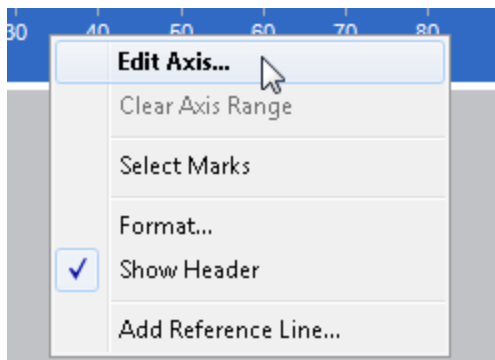 30 40 50 60 70 80
Edit Axis...
Clear Axis Range
Select Marks
Format...
Show Header
Add Reference Line...